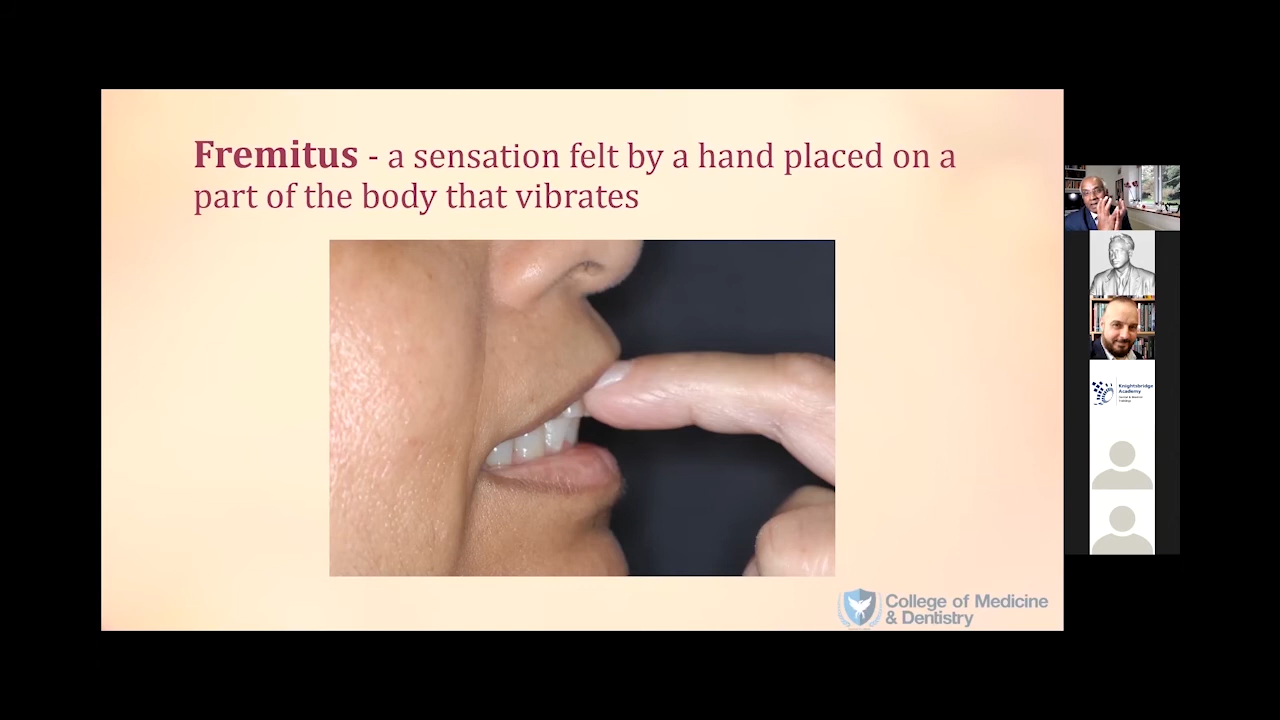 Fremitus - a sensation felt by a hand placed on a
part of the body that vibrates
College of Medicine
& Dentistry
Knightsbridge
Academy